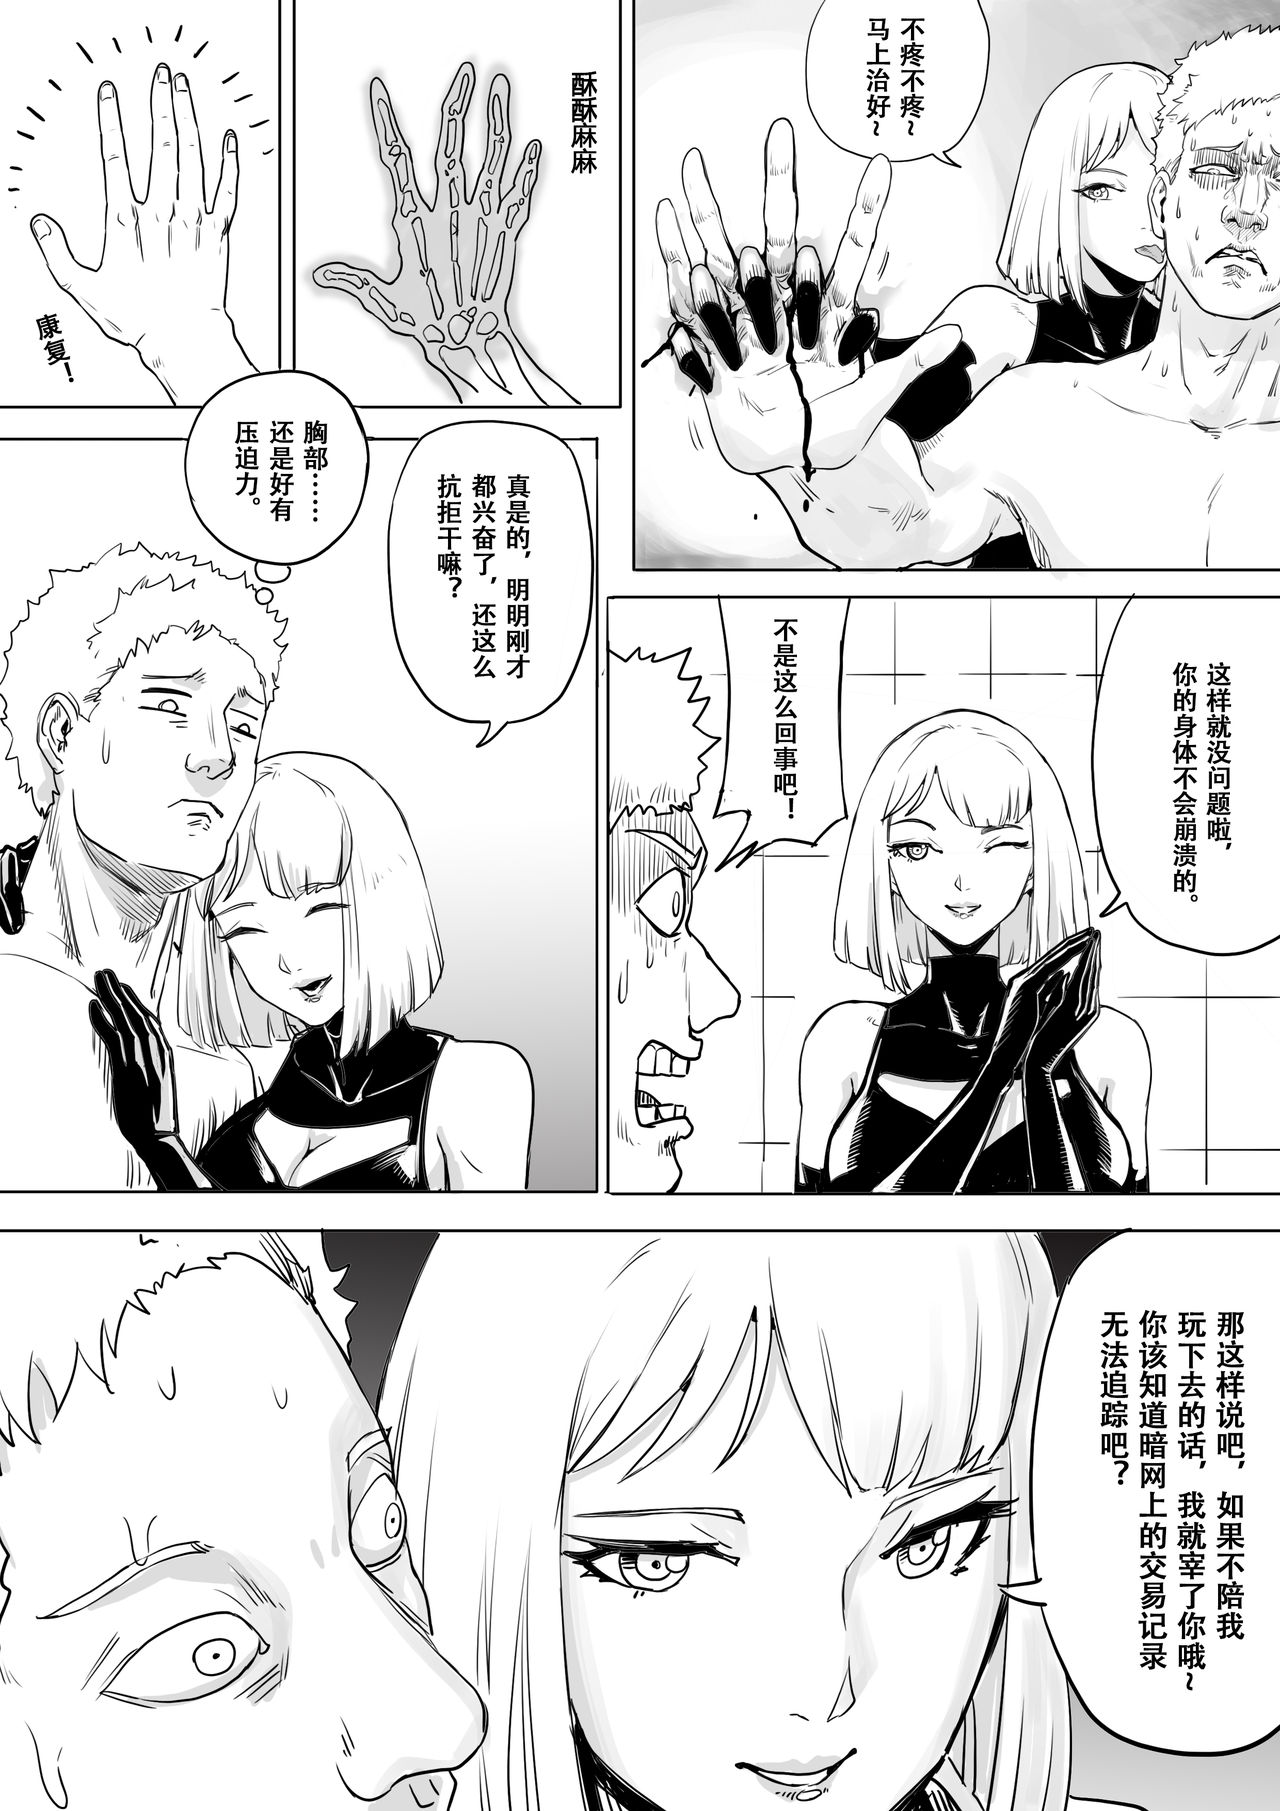 不疼不疼~
马上治好~
酥酥麻麻
康复！
这样就没问题啦，
你的身体不会崩溃的。
不是这么回事吧！
真是的，明明刚才
都兴奋了，还这么
抗拒干嘛？
胸部……
还是好有
压迫力。
那这样说吧，如果不陪我
玩下去的话，我就宰了你哦~
你该知道暗网上的交易记录
无法追踪吧？